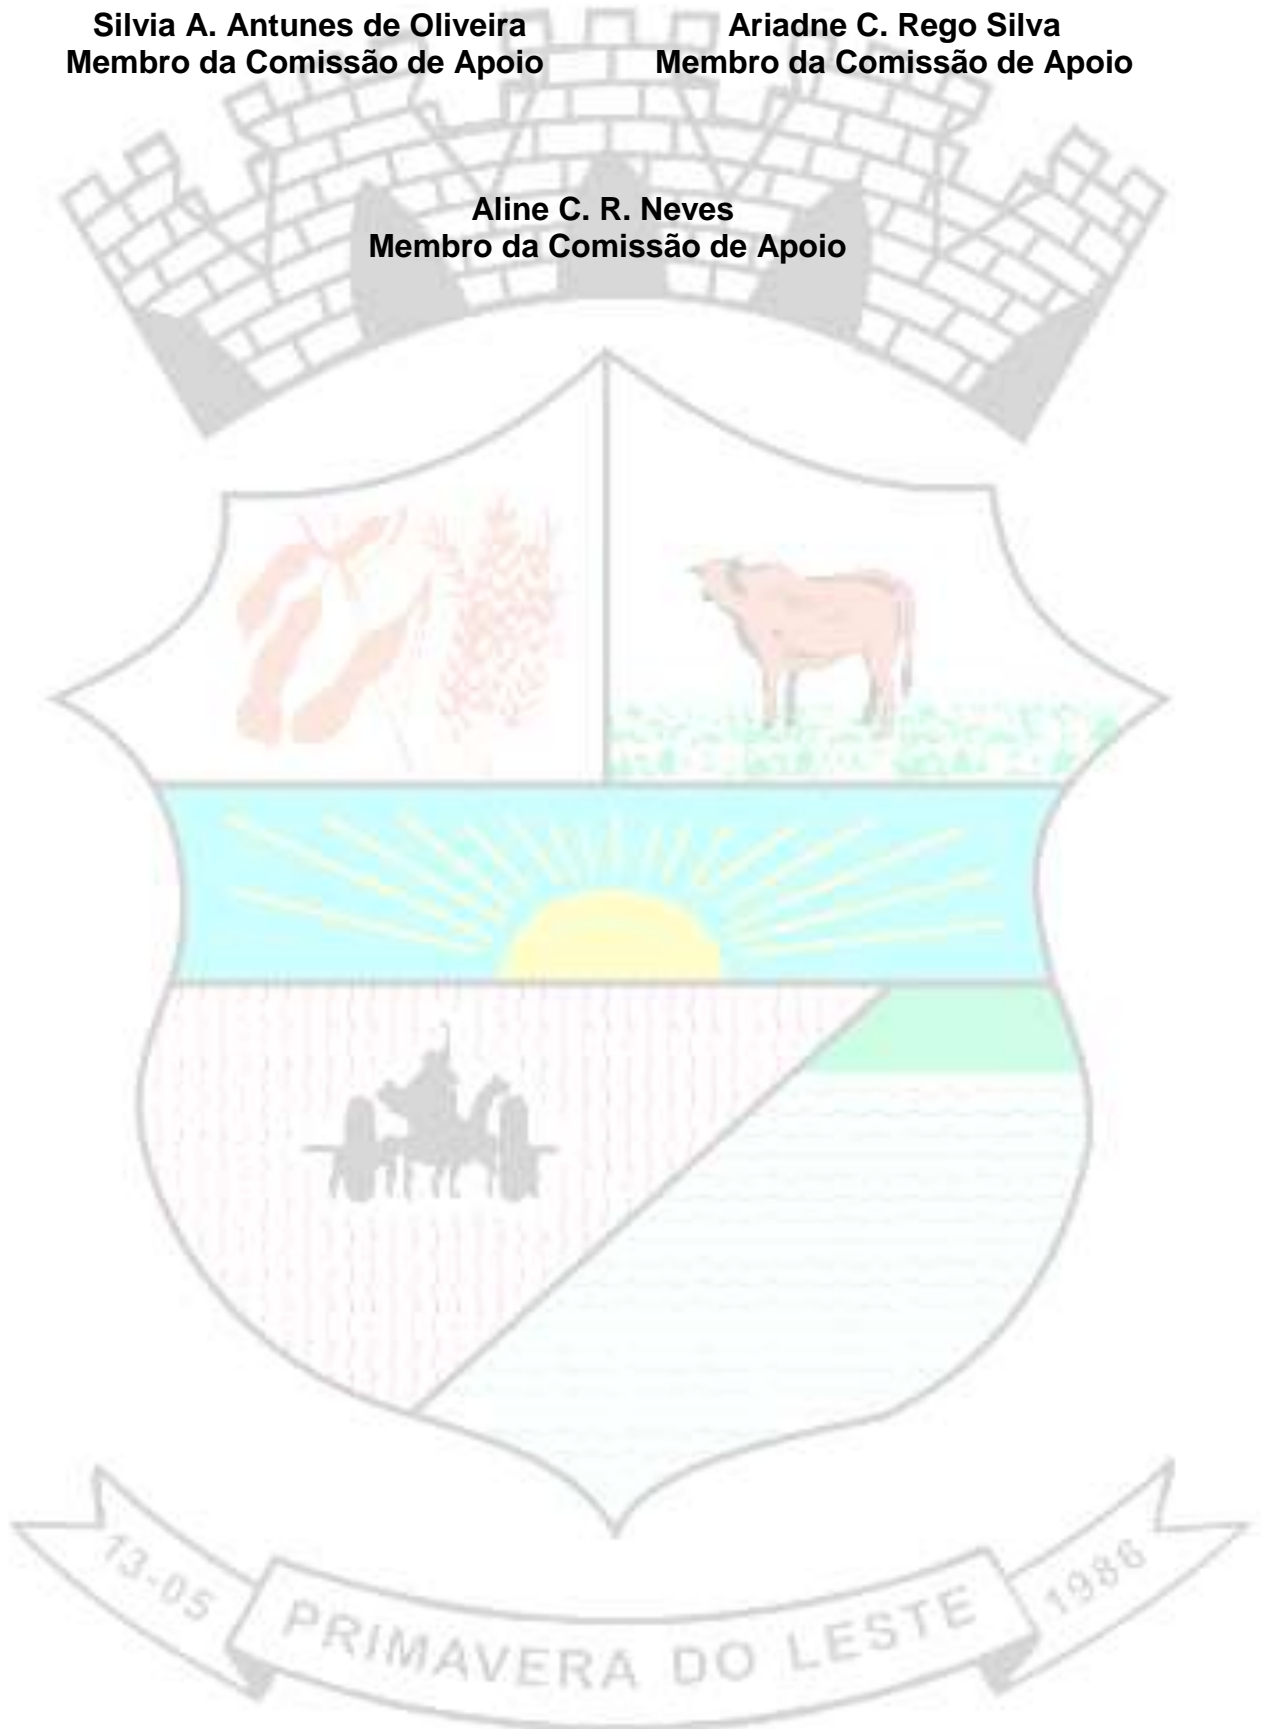 Silvia A. Antunes de Oliveira
Membro da Comissão de Apoio
Ariadne C. Rego Silva
Membro da Comissão de Apoio
Aline C. R. Neves
Membro da Comissão de Apoio
13-05
PRIMAVERA DO LESTE
1986